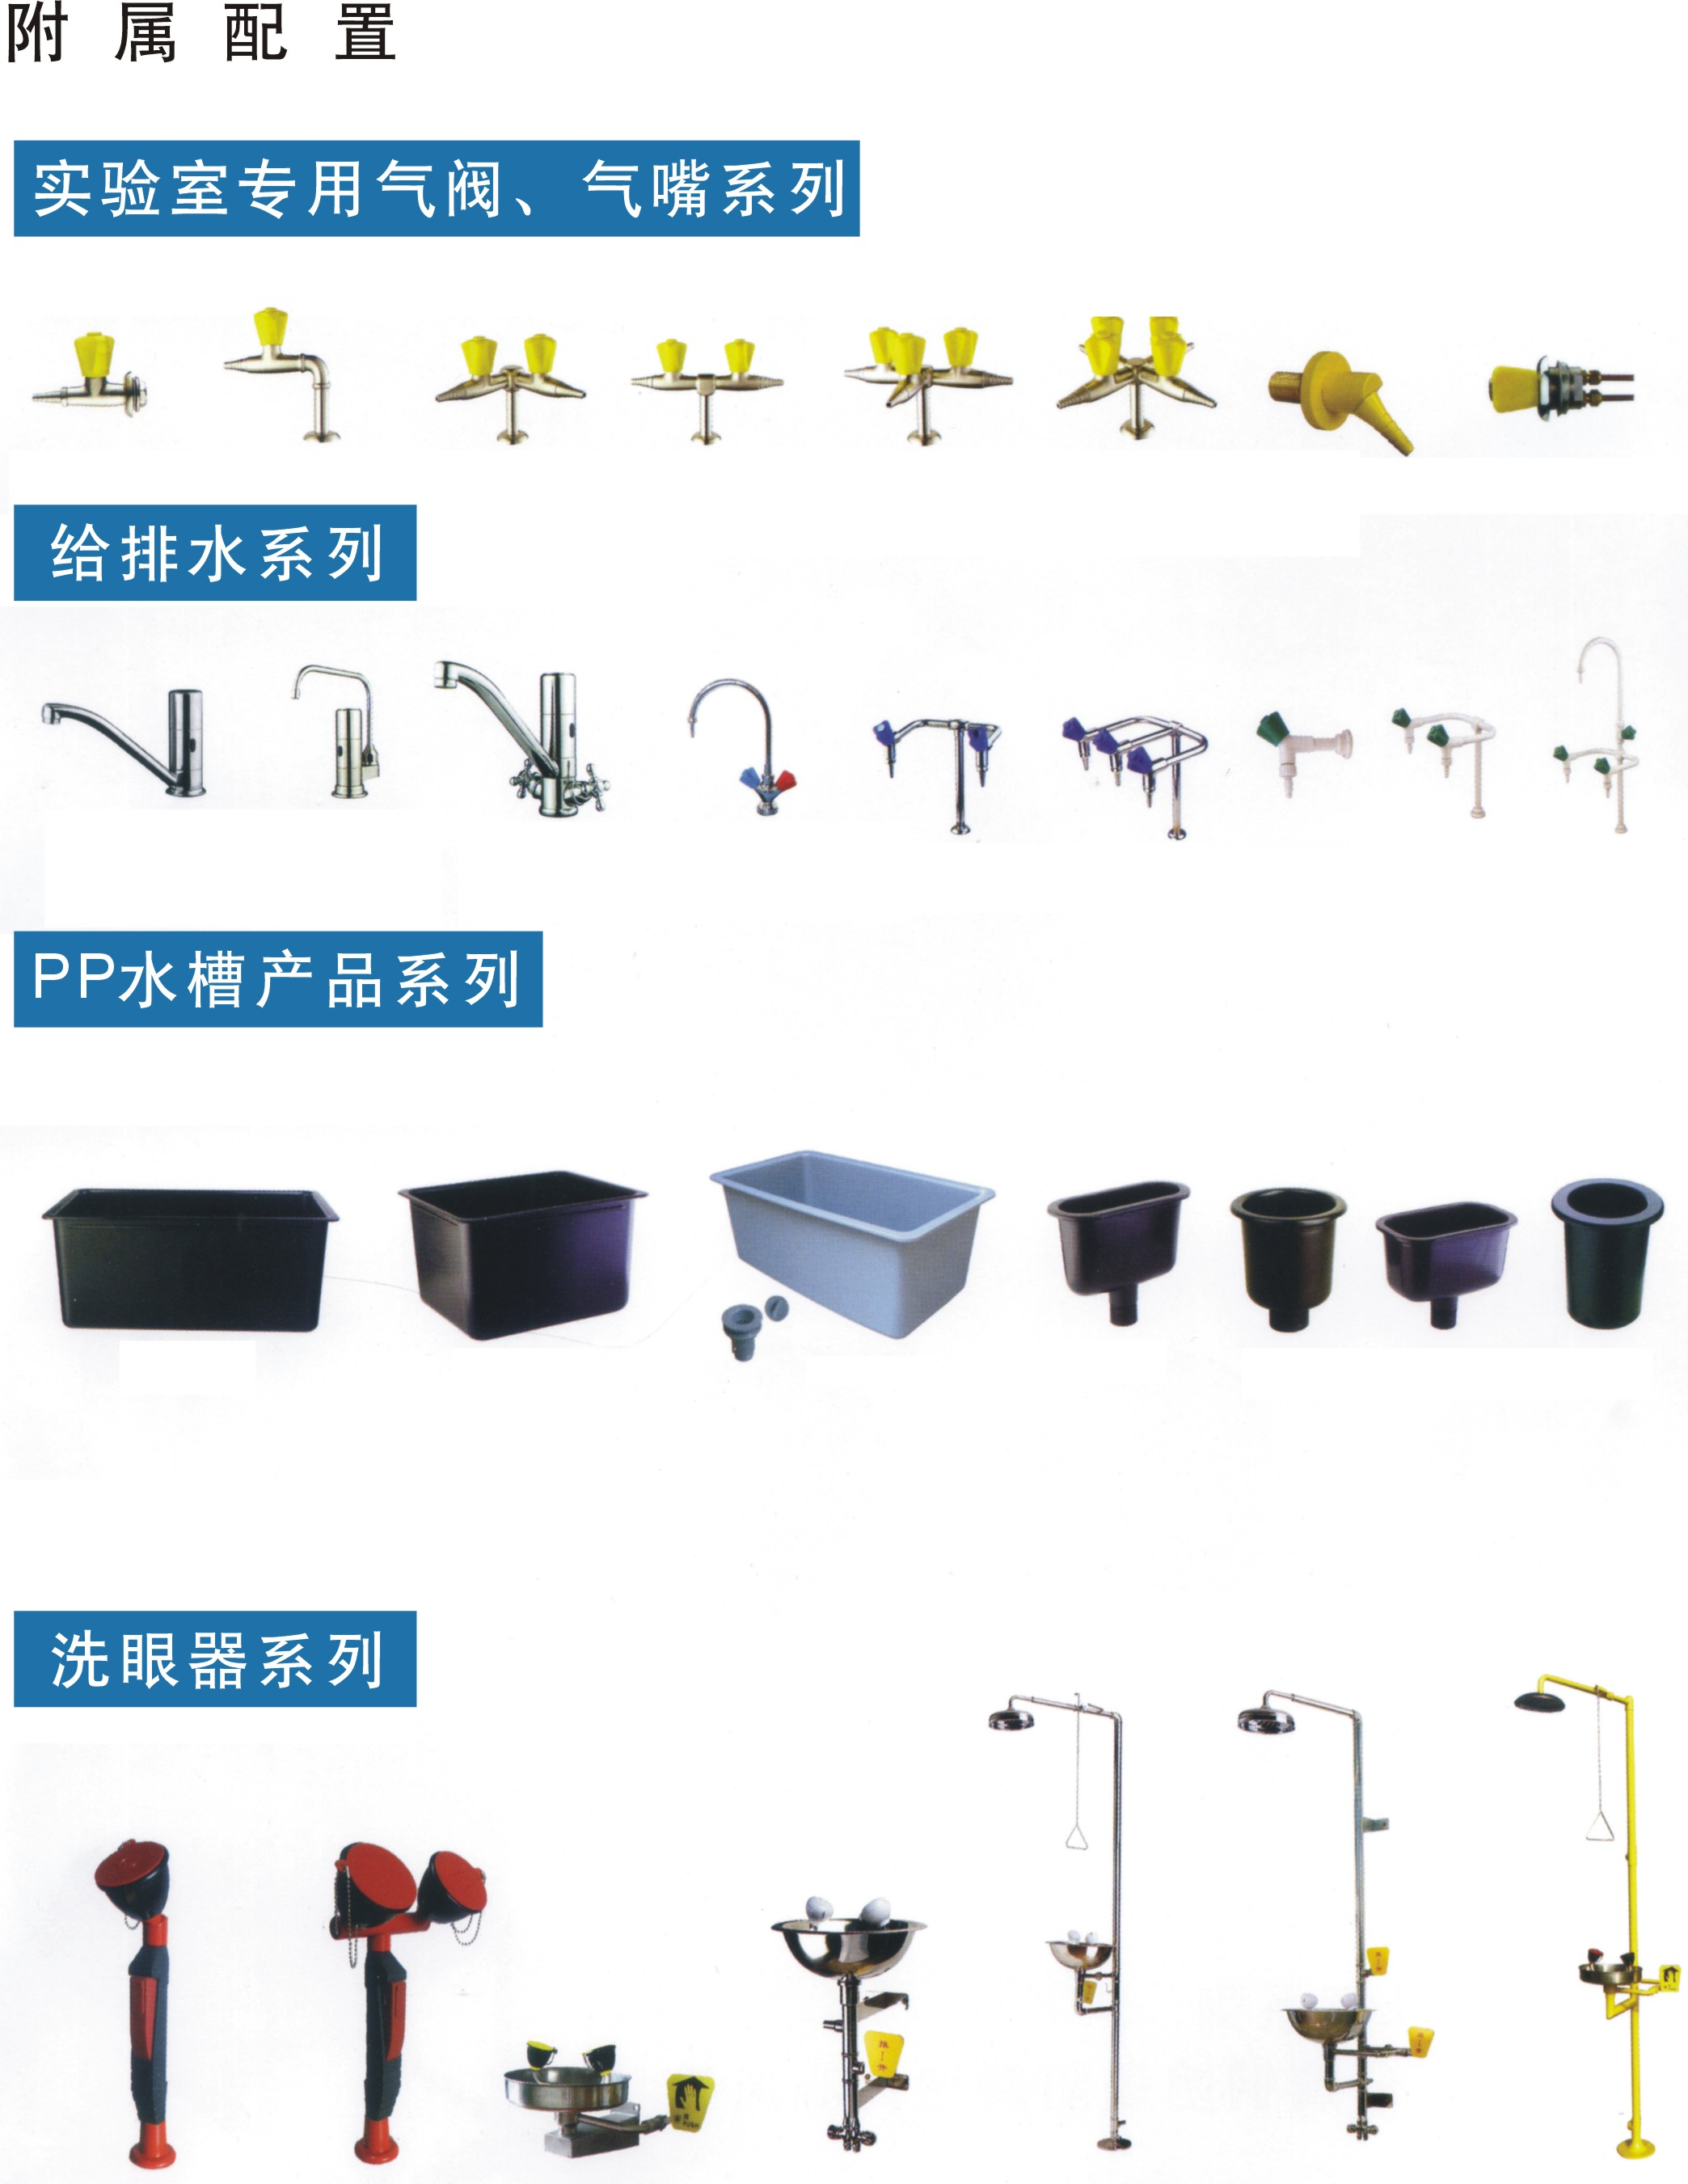 附属配置
实验室专用气阀、气嘴系列
给排水系列
PP水槽产品系列
洗眼器系列